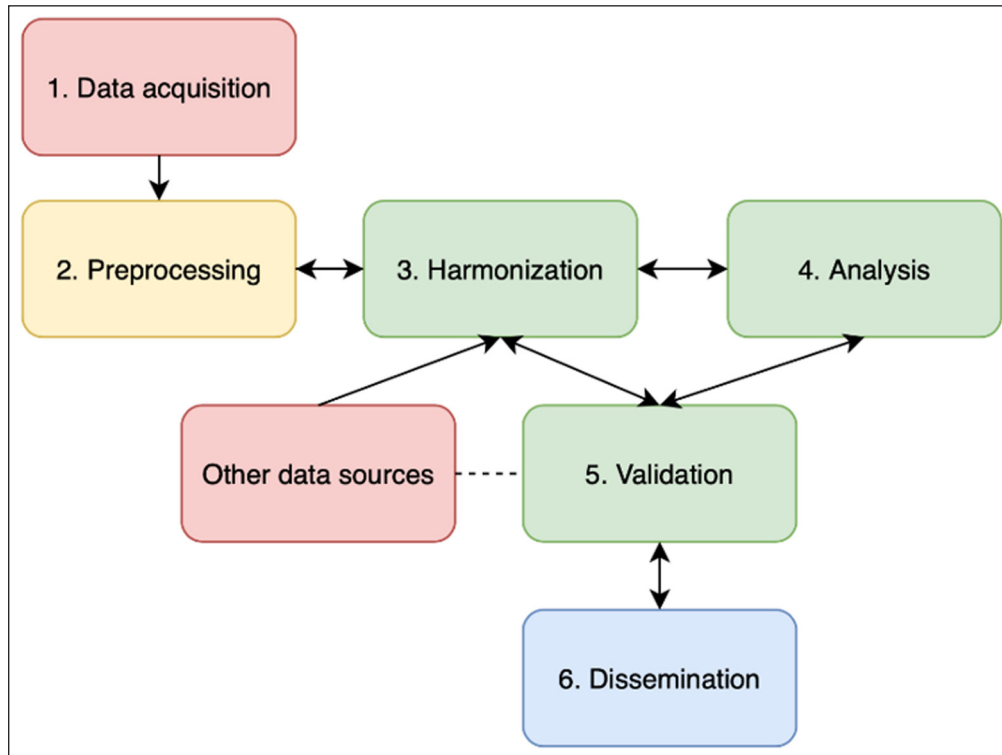 1. Data acquisition
2. Preprocessing
3. Harmonization
4. Analysis
Other data sources
5. Validation
6. Dissemination